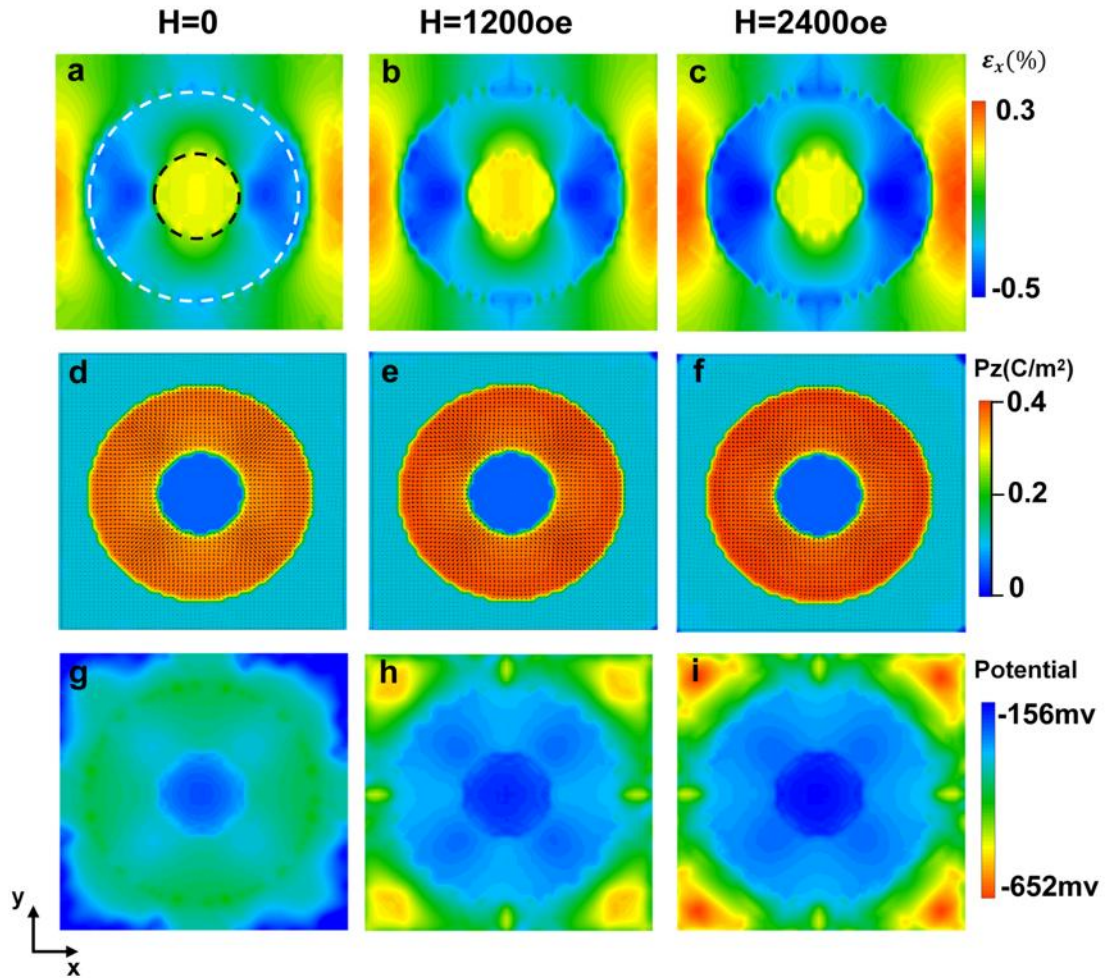 H=0 H=1200oe H=2400oe
a b c εₓ(%)
0.3
-0.5
d e f Pz(C/m²)
0.4
0.2
0
g h i Potential
-156mv
-652mv
y
x